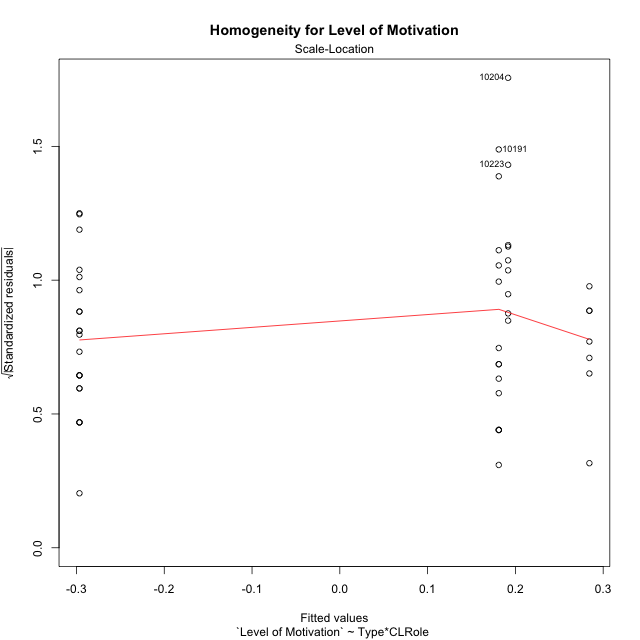 Homogeneity for Level of Motivation
Scale-Location
10204
10191
10223
√|Standardized residuals|
1.5
1.0
0.5
0.0
-0.3 -0.2 -0.1 0.0 0.1 0.2 0.3
Fitted values
`Level of Motivation` ~ Type*CLRole